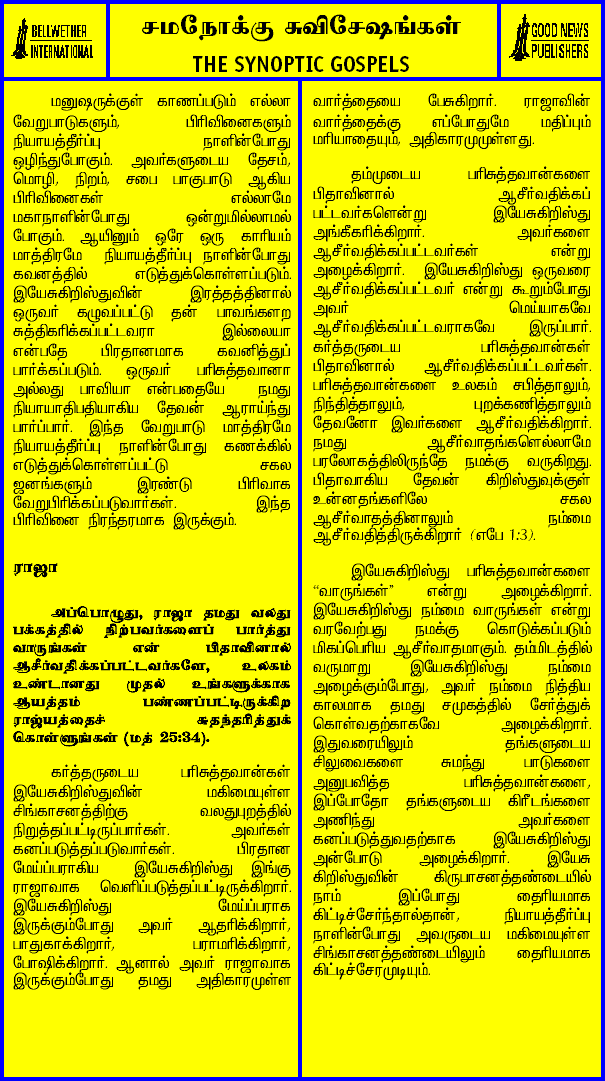 BELLWETHER
INTERNATIONAL
சமநோக்கு சுவிசேஷங்கள்
THE SYNOPTIC GOSPELS
GOOD NEWS
PUBLISHERS
மனுஷருக்குள் காணப்படும் எல்லா
வேறுபாடுகளும், பிரிவினைகளும்
நியாயத்தீர்ப்பு நாளின்போது
ஒழிந்துபோகும். அவர்களுடைய தேசம்,
மொழி, நிறம், சபை பாகுபாடு ஆகிய
பிரிவினைகள் எல்லாமே
மகாநாளின்போது ஒன்றுமில்லாமல்
போகும். ஆயினும் ஒரே ஒரு காரியம்
மாத்திரமே நியாயத்தீர்ப்பு நாளின்போது
கவனத்தில் எடுத்துக்கொள்ளப்படும்.
இயேசுகிறிஸ்துவின் இரத்தத்தினால்
ஒருவர் கழுவப்பட்டு தன் பாவங்களற
சுத்திகரிக்கப்பட்டவரா இல்லையா
என்பதே பிரதானமாக கவனித்துப்
பார்க்கப்படும். ஒருவர் பரிசுத்தவானா
அல்லது பாவியா என்பதையே நமது
நியாயாதிபதியாகிய தேவன் ஆராய்ந்து
பார்ப்பார். இந்த வேறுபாடு மாத்திரமே
நியாயத்தீர்ப்பு நாளின்போது கணக்கில்
எடுத்துக்கொள்ளப்பட்டு சகல
ஜனங்களும் இரண்டு பிரிவாக
வேறுபிரிக்கப்படுவார்கள். இந்த
பிரிவினை நிரந்தரமாக இருக்கும்.
ராஜா
அப்பொழுது, ராஜா தமது வலது
பக்கத்தில் நிற்பவர்களைப் பார்த்து
வாருங்கள் என் பிதாவினால்
ஆசீர்வதிக்கப்பட்டவர்களே, உலகம்
உண்டானது முதல் உங்களுக்காக
ஆயத்தம் பண்ணப்பட்டிருக்கிற
ராஜ்யத்தைச் சுதந்தரித்துக்
கொள்ளுங்கள் (மத் 25:34).
கர்த்தருடைய பரிசுத்தவான்கள்
இயேசுகிறிஸ்துவின் மகிமையுள்ள
சிங்காசனத்திற்கு வலதுபுறத்தில்
நிறுத்தப்பட்டிருப்பார்கள். அவர்கள்
கனப்படுத்தப்படுவார்கள். பிரதான
மேய்ப்பராகிய இயேசுகிறிஸ்து இங்கு
ராஜாவாக வெளிப்படுத்தப்பட்டிருக்கிறார்.
இயேசுகிறிஸ்து மேய்ப்பராக
இருக்கும்போது அவர் ஆதரிக்கிறார்,
பாதுகாக்கிறார், பராமரிக்கிறார்,
போஷிக்கிறார். ஆனால் அவர் ராஜாவாக
இருக்கும்போது தமது அதிகாரமுள்ள
வார்த்தையை பேசுகிறார். ராஜாவின்
வார்த்தைக்கு எப்போதுமே மதிப்பும்
மரியாதையும், அதிகாரமுமுள்ளது.
தம்முடைய பரிசுத்தவான்களை
பிதாவினால் ஆசீர்வதிக்கப்
பட்டவர்களென்று இயேசுகிறிஸ்து
அங்கீகரிக்கிறார். அவர்களை
ஆசீர்வதிக்கப்பட்டவர்கள் என்று
அழைக்கிறார். இயேசுகிறிஸ்து ஒருவரை
ஆசீர்வதிக்கப்பட்டவர் என்று கூறும்போது
அவர் மெய்யாகவே
ஆசீர்வதிக்கப்பட்டவராகவே இருப்பார்.
கர்த்தருடைய பரிசுத்தவான்கள்
பிதாவினால் ஆசீர்வதிக்கப்பட்டவர்கள்.
பரிசுத்தவான்களை உலகம் சபித்தாலும்,
நிந்தித்தாலும், புறக்கணித்தாலும்
தேவனோ இவர்களை ஆசீர்வதிக்கிறார்.
நமது ஆசீர்வாதங்களெல்லாமே
பரலோகத்திலிருந்தே நமக்கு வருகிறது.
பிதாவாகிய தேவன் கிறிஸ்துவுக்குள்
உன்னதங்களிலே சகல
ஆசீர்வாதத்தினாலும் நம்மை
ஆசீர்வதித்திருக்கிறார் (எபே 1:3).
இயேசுகிறிஸ்து பரிசுத்தவான்களை
“வாருங்கள்” என்று அழைக்கிறார்.
இயேசுகிறிஸ்து நம்மை வாருங்கள் என்று
வரவேற்பது நமக்கு கொடுக்கப்படும்
மிகப்பெரிய ஆசீர்வாதமாகும். தம்மிடத்தில்
வருமாறு இயேசுகிறிஸ்து நம்மை
அழைக்கும்போது, அவர் நம்மை நித்திய
காலமாக தமது சமுகத்தில் சேர்த்துக்
கொள்வதற்காகவே அழைக்கிறார்.
இதுவரையிலும் தங்களுடைய
சிலுவைகளை சுமந்து பாடுகளை
அனுபவித்த பரிசுத்தவான்களை,
இப்போதோ தங்களுடைய கிரீடங்களை
அணிந்து அவர்களை
கனப்படுத்துவதற்காக இயேசுகிறிஸ்து
அன்போடு அழைக்கிறார். இயேசு
கிறிஸ்துவின் கிருபாசனத்தண்டையில்
நாம் இப்போது தைரியமாக
கிட்டிச்சேர்ந்தால்தான், நியாயத்தீர்ப்பு
நாளின்போது அவருடைய மகிமையுள்ள
சிங்காசனத்தண்டையிலும் தைரியமாக
கிட்டிச்சேரமுடியும்.